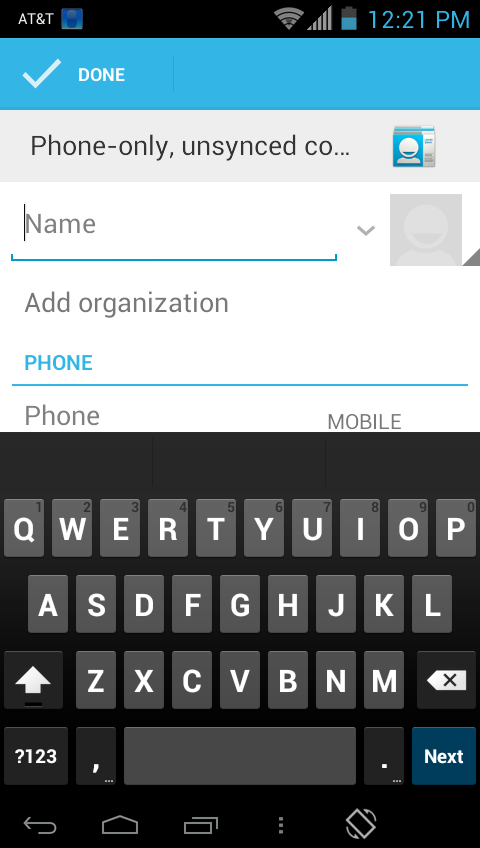 AT&T 12:21 PM
DONE
Phone-only, unsynced co...
Name
Add organization
PHONE
Phone MOBILE
1 2 3 4 5 6 7 8 9 0
Q W E R T Y U I O P
A S D F G H J K L
Z X C V B N M
?123 , ... . ... Next